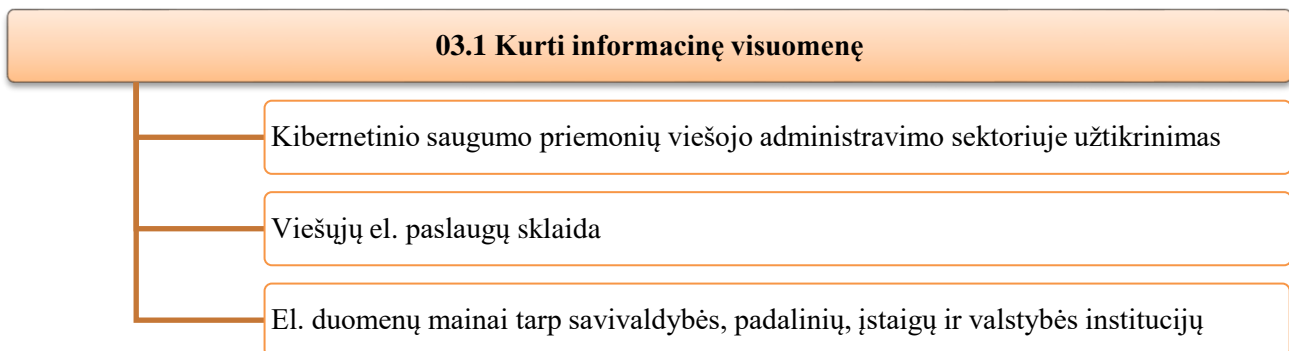 03.1 Kurti informacinę visuomenę
Kibernetinio saugumo priemonių viešojo administravimo sektoriuje užtikrinimas
Viešųjų el. paslaugų sklaida
El. duomenų mainai tarp savivaldybės, padalinių, įstaigų ir valstybės institucijų